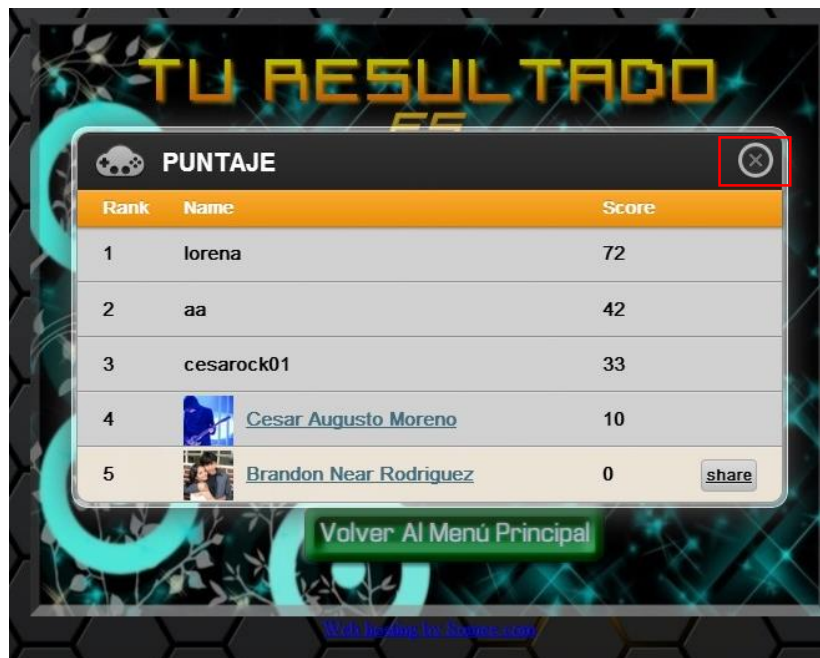 TU RESULTADO
ES
PUNTAJE
Rank Name Score
1 lorena 72
2 aa 42
3 cesarock01 33
4 Cesar Augusto Moreno 10
5 Brandon Near Rodriguez 0 share
Volver Al Menú Principal
Web hosting by Somee.com